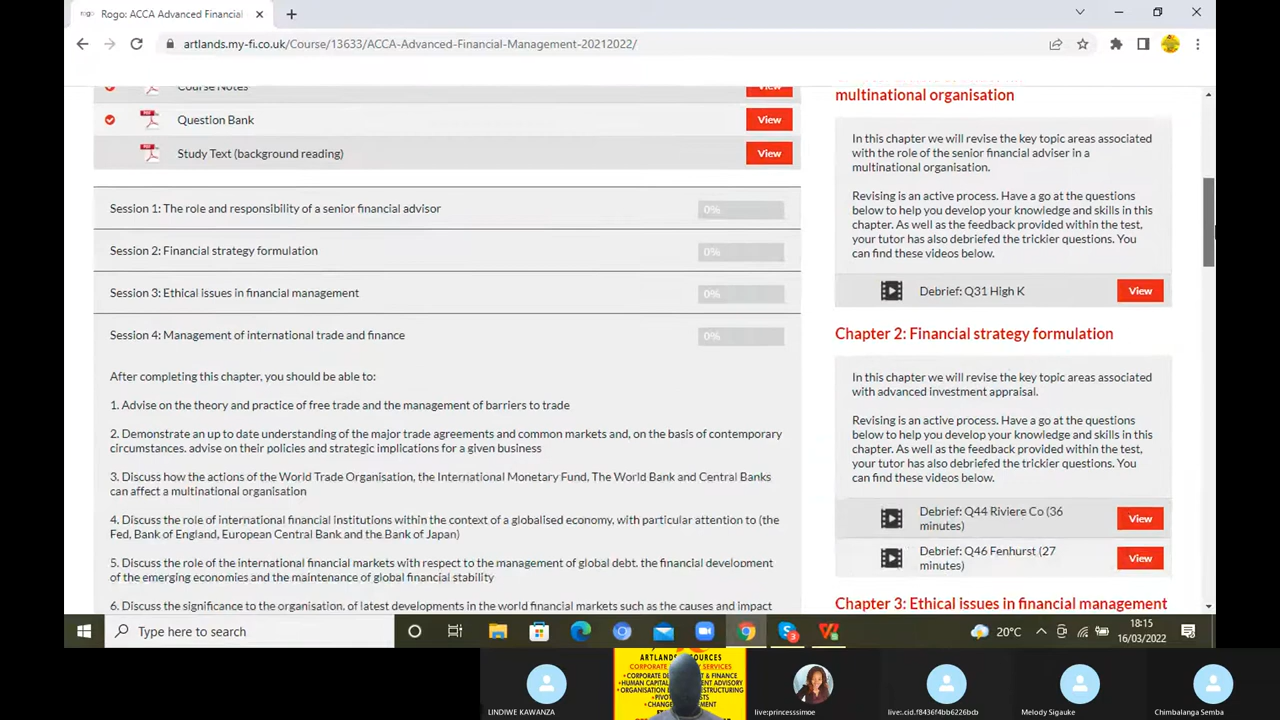 rogo Rogo: ACCA Advanced Financial
artlands.my-fi.co.uk/Course/13633/ACCA-Advanced-Financial-Management-20212022/
Course Notes
View
Question Bank
View
Study Text (background reading)
View
Session 1: The role and responsibility of a senior financial advisor
0%
Session 2: Financial strategy formulation
0%
Session 3: Ethical issues in financial management
0%
Session 4: Management of international trade and finance
0%
After completing this chapter, you should be able to:
1. Advise on the theory and practice of free trade and the management of barriers to trade
2. Demonstrate an up to date understanding of the major trade agreements and common markets and, on the basis of contemporary
circumstances. advise on their policies and strategic implications for a given business
3. Discuss how the actions of the World Trade Organisation, the International Monetary Fund, The World Bank and Central Banks
can affect a multinational organisation
4. Discuss the role of international financial institutions within the context of a globalised economy, with particular attention to (the
Fed, Bank of England, European Central Bank and the Bank of Japan)
5. Discuss the role of the international financial markets with respect to the management of global debt. the financial development
of the emerging economies and the maintenance of global financial stability
6. Discuss the significance to the organisation, of latest developments in the world financial markets such as the causes and impact
multinational organisation
In this chapter we will revise the key topic areas associated
with the role of the senior financial adviser in a
multinational organisation.
Revising is an active process. Have a go at the questions
below to help you develop your knowledge and skills in this
chapter. As well as the feedback provided within the test,
your tutor has also debriefed the trickier questions. You
can find these videos below.
Debrief: Q31 High K
View
Chapter 2: Financial strategy formulation
In this chapter we will revise the key topic areas associated
with advanced investment appraisal.
Revising is an active process. Have a go at the questions
below to help you develop your knowledge and skills in this
chapter. As well as the feedback provided within the test,
your tutor has also debriefed the trickier questions. You
can find these videos below.
Debrief: Q44 Riviere Co (36
minutes)
View
Debrief: Q46 Fenhurst (27
minutes)
View
Chapter 3: Ethical issues in financial management
Type here to search
3
20°C
18:15
16/03/2022
ARTLANDS RESOURCES
LINDIWE KAWANZA
live:princesssimoe
live:.cid.f8436f4bb6226bcb
Melody Sigauke
Chimbalanga Semba